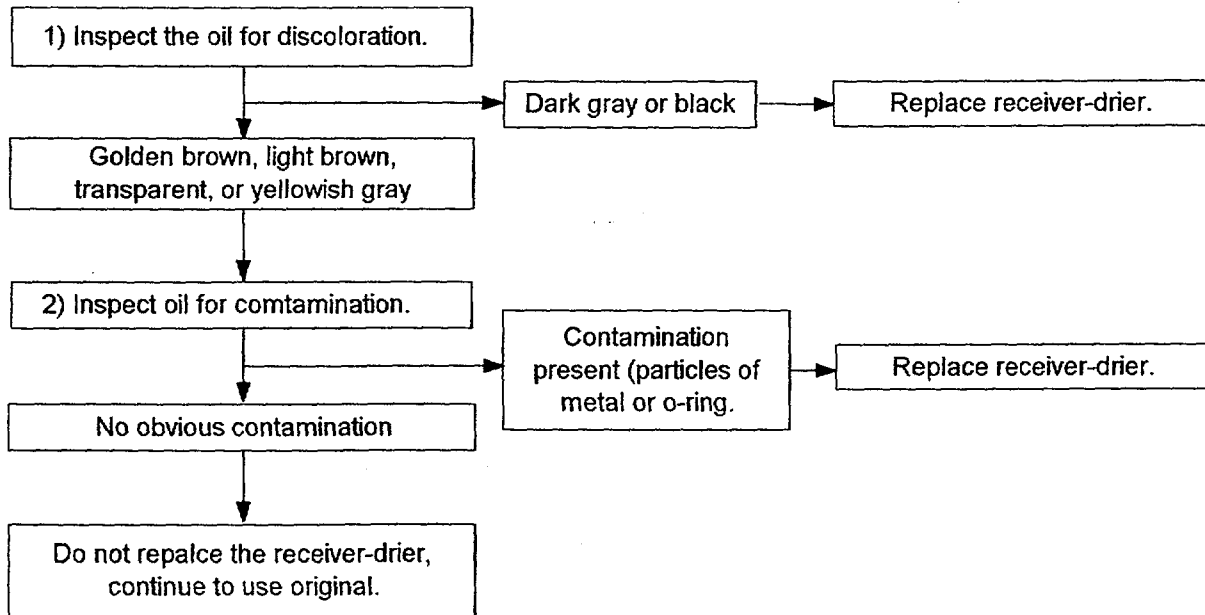 1) Inspect the oil for discoloration.
Dark gray or black
Replace receiver-drier.
Golden brown, light brown,
transparent, or yellowish gray
2) Inspect oil for comtamination.
Contamination
present (particles of
metal or o-ring.
Replace receiver-drier.
No obvious contamination
Do not repalce the receiver-drier,
continue to use original.